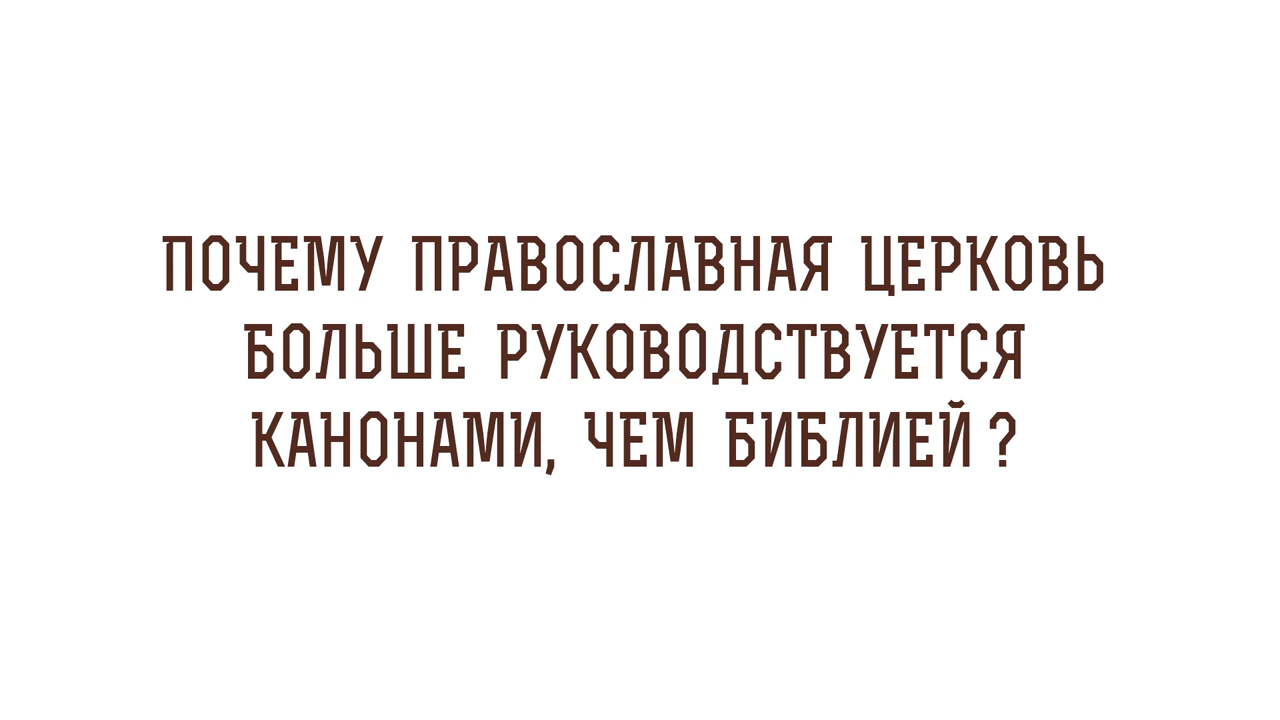 ПОЧЕМУ ПРАВОСЛАВНАЯ ЦЕРКОВЬ
БОЛЬШЕ РУКОВОДСТВУЕТСЯ
КАНОНАМИ, ЧЕМ БИБЛИЕЙ ?